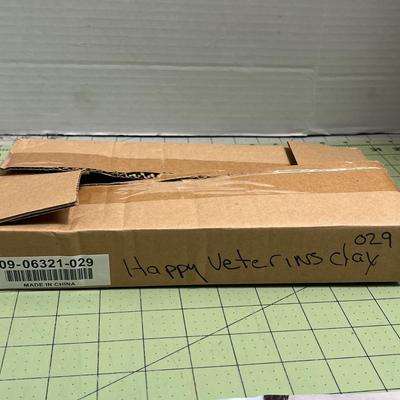 09-06321-029
MADE IN CHINA
Happy Veterins day
029